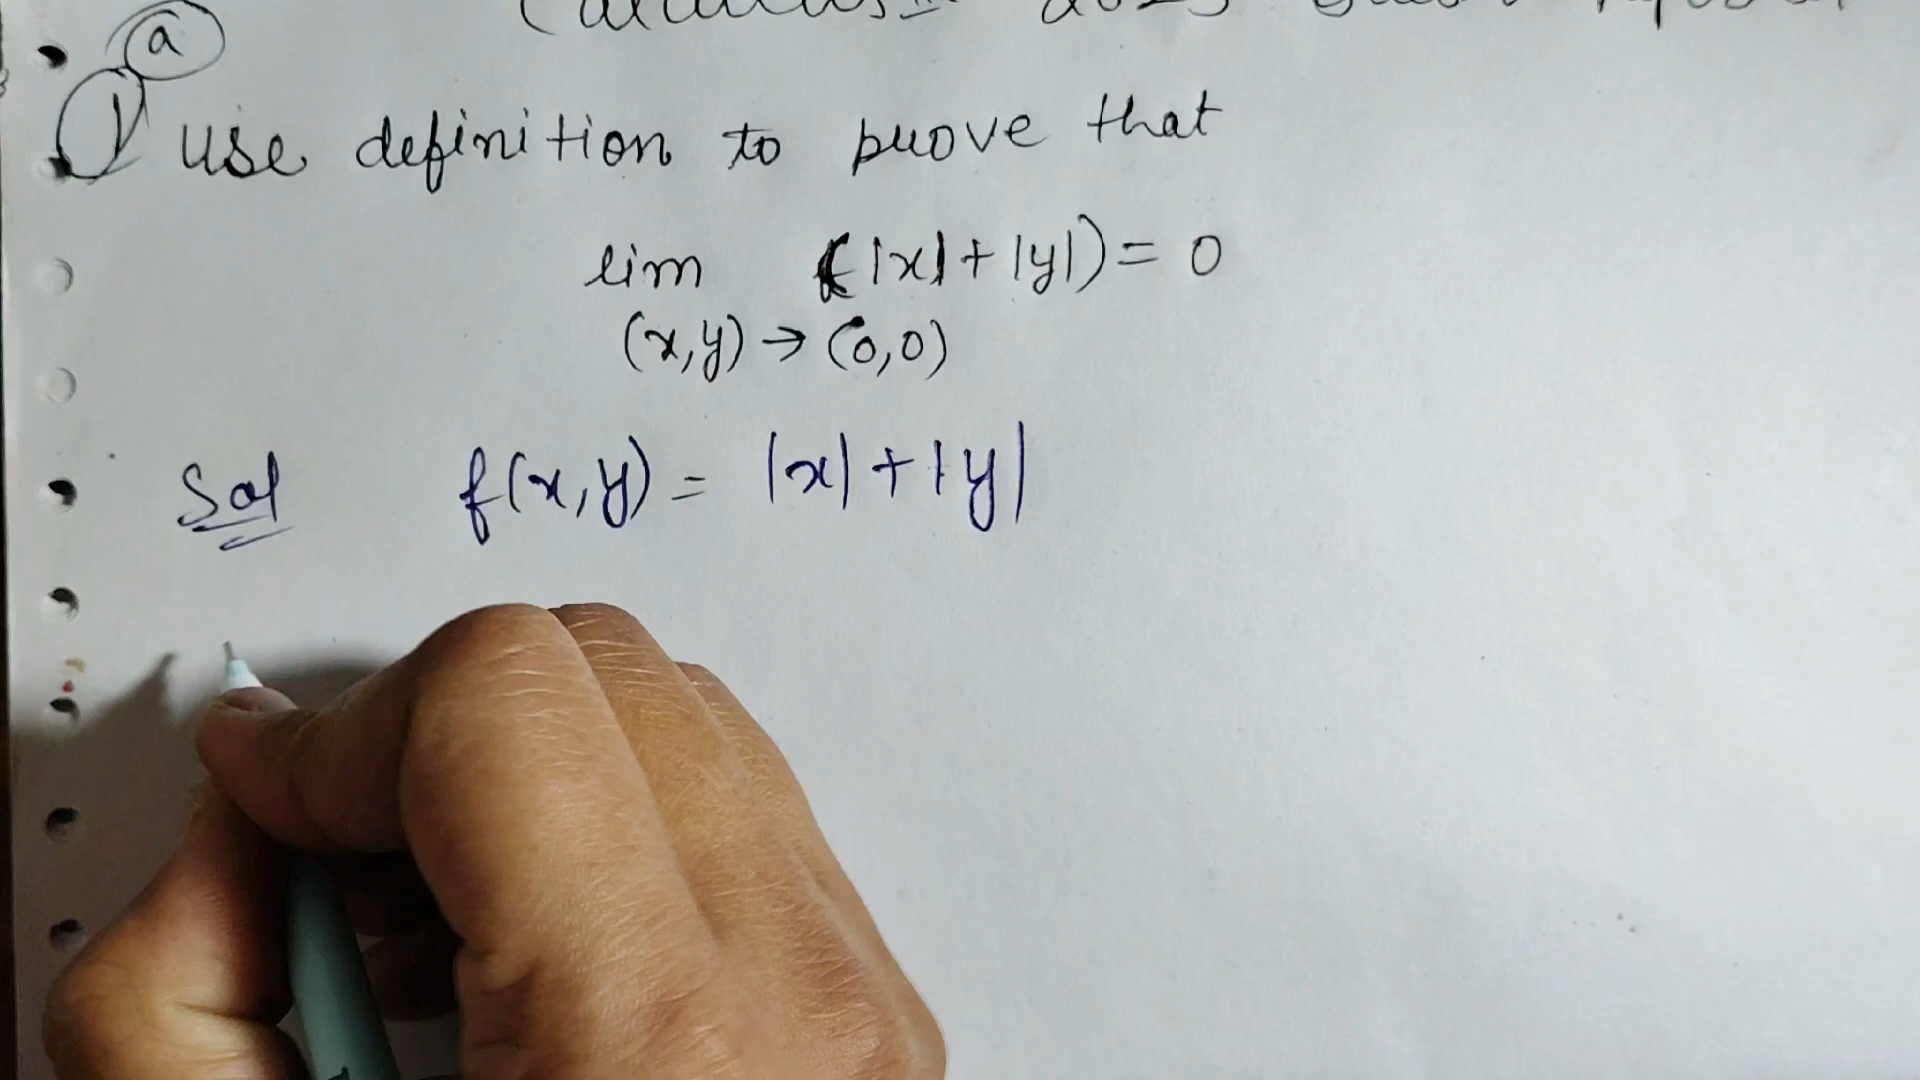 a
1) use definition to prove that
lim (|x|+|y|) = 0
(x,y) → (0,0)
Sol f(x,y) = |x|+|y|